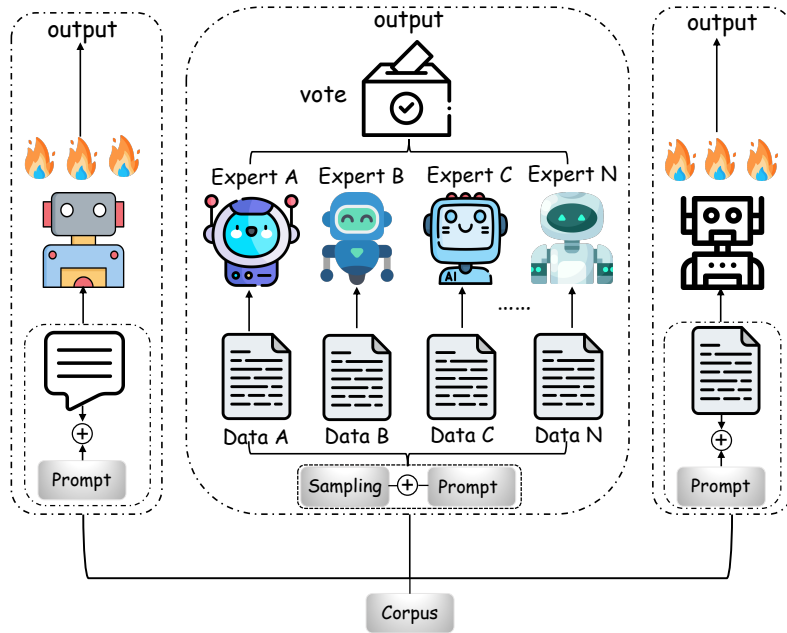 output
output
output
vote
Expert A
Expert B
Expert C
Expert N
AI
......
Data A
Data B
Data C
Data N
Prompt
Sampling
Prompt
Prompt
Corpus